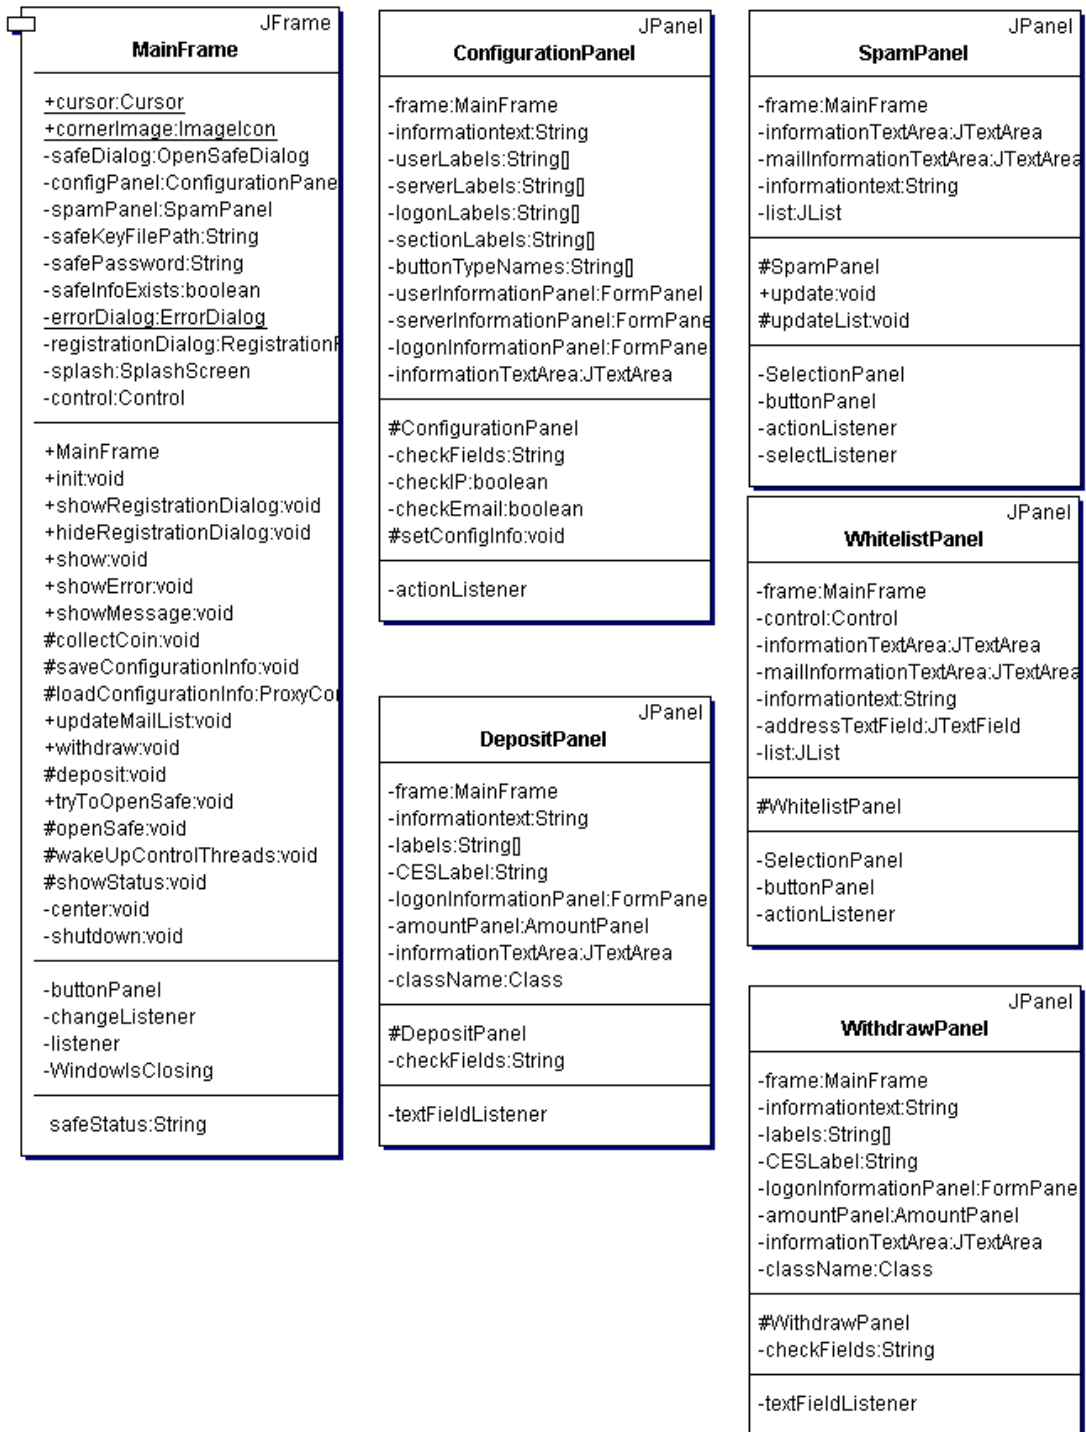 JFrame
MainFrame
+cursor:Cursor
+cornerImage:ImageIcon
-safeDialog:OpenSafeDialog
-configPanel:ConfigurationPane
-spamPanel:SpamPanel
-safeKeyFilePath:String
-safePassword:String
-safeInfoExists:boolean
-errorDialog:ErrorDialog
-registrationDialog:Registration
-splash:SplashScreen
-control:Control
+MainFrame
+init:void
+showRegistrationDialog:void
+hideRegistrationDialog:void
+show:void
+showError:void
+showMessage:void
#collectCoin:void
#saveConfigurationInfo:void
#loadConfigurationInfo:ProxyCo
+updateMailList:void
+withdraw:void
#deposit:void
+tryToOpenSafe:void
#openSafe:void
#wakeUpControlThreads:void
#showStatus:void
-center:void
-shutdown:void
-buttonPanel
-changeListener
-listener
-WindowIsClosing
safeStatus:String
JPanel
ConfigurationPanel
-frame:MainFrame
-informationtext:String
-userLabels:String[]
-serverLabels:String[]
-logonLabels:String[]
-sectionLabels:String[]
-buttonTypeNames:String[]
-userInformationPanel:FormPanel
-serverInformationPanel:FormPane
-logonInformationPanel:FormPane
-informationTextArea:JTextArea
#ConfigurationPanel
-checkFields:String
-checkIP:boolean
-checkEmail:boolean
#setConfigInfo:void
-actionListener
JPanel
DepositPanel
-frame:MainFrame
-informationtext:String
-labels:String[]
-CESLabel:String
-logonInformationPanel:FormPane
-amountPanel:AmountPanel
-informationTextArea:JTextArea
-className:Class
#DepositPanel
-checkFields:String
-textFieldListener
JPanel
SpamPanel
-frame:MainFrame
-informationTextArea:JTextArea
-mailInformationTextArea:JTextArea
-informationtext:String
-list:JList
#SpamPanel
+update:void
#updateList:void
-SelectionPanel
-buttonPanel
-actionListener
-selectListener
JPanel
WhitelistPanel
-frame:MainFrame
-control:Control
-informationTextArea:JTextArea
-mailInformationTextArea:JTextArea
-informationtext:String
-addressTextField:JTextField
-list:JList
#WhitelistPanel
-SelectionPanel
-buttonPanel
-actionListener
JPanel
WithdrawPanel
-frame:MainFrame
-informationtext:String
-labels:String[]
-CESLabel:String
-logonInformationPanel:FormPane
-amountPanel:AmountPanel
-informationTextArea:JTextArea
-className:Class
#WithdrawPanel
-checkFields:String
-textFieldListener